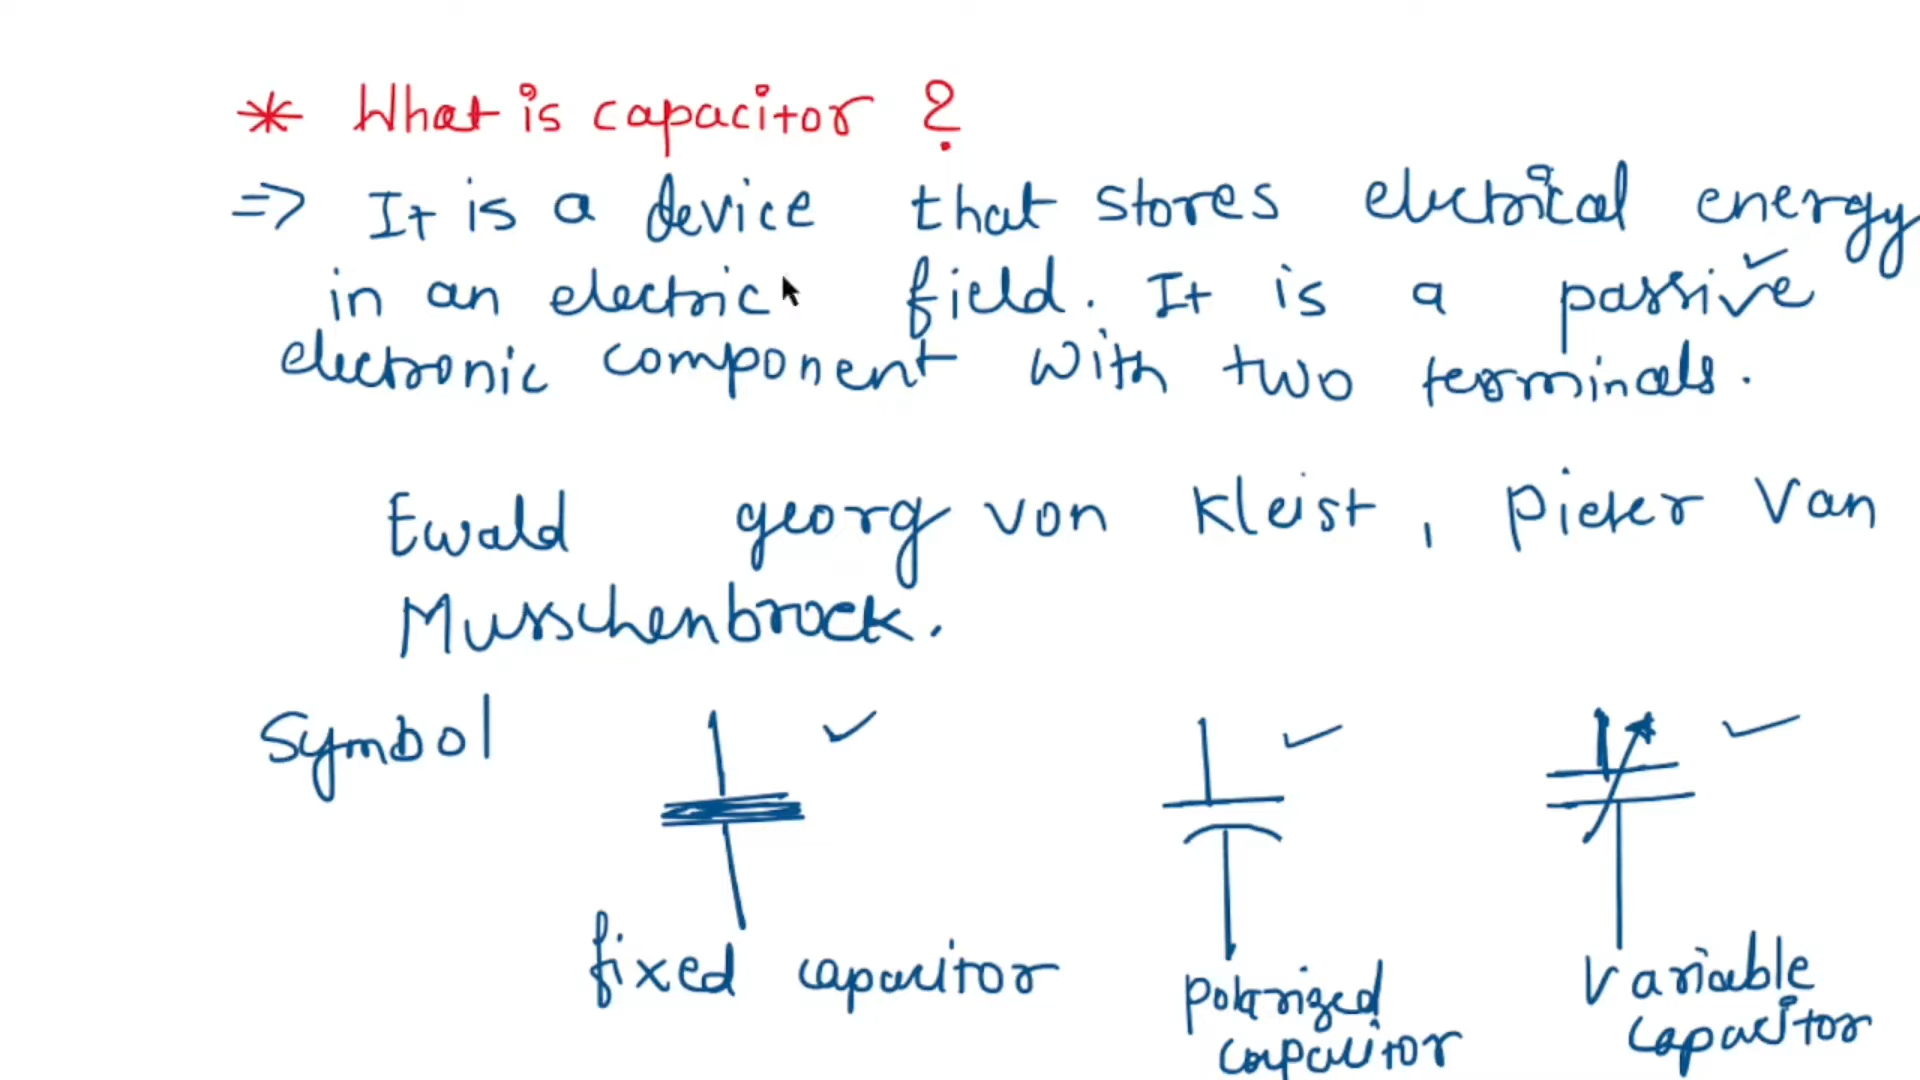 * What is capacitor ?
=> It is a device that stores electrical energy
in an electric field. It is a passive
electronic component with two terminals.
Ewald georg von Kleist, Pieter Van
Musschenbroek.
Symbol
fixed capacitor
polarized
capacitor
Variable
capacitor